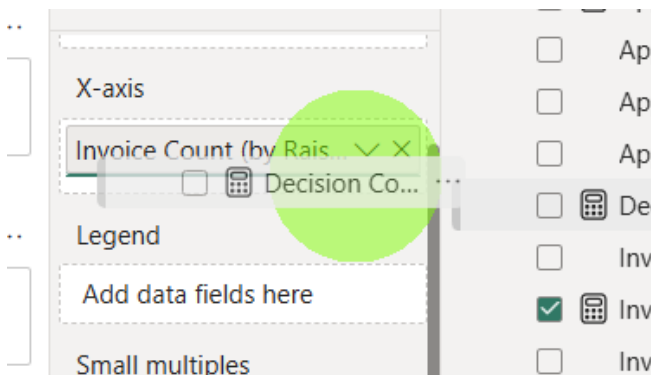 X-axis
Ap
Ap
Invoice Count (by Rais...
Ap
Decision Co...
De
Legend
Inv
Add data fields here
Inv
Small multiples
Inv